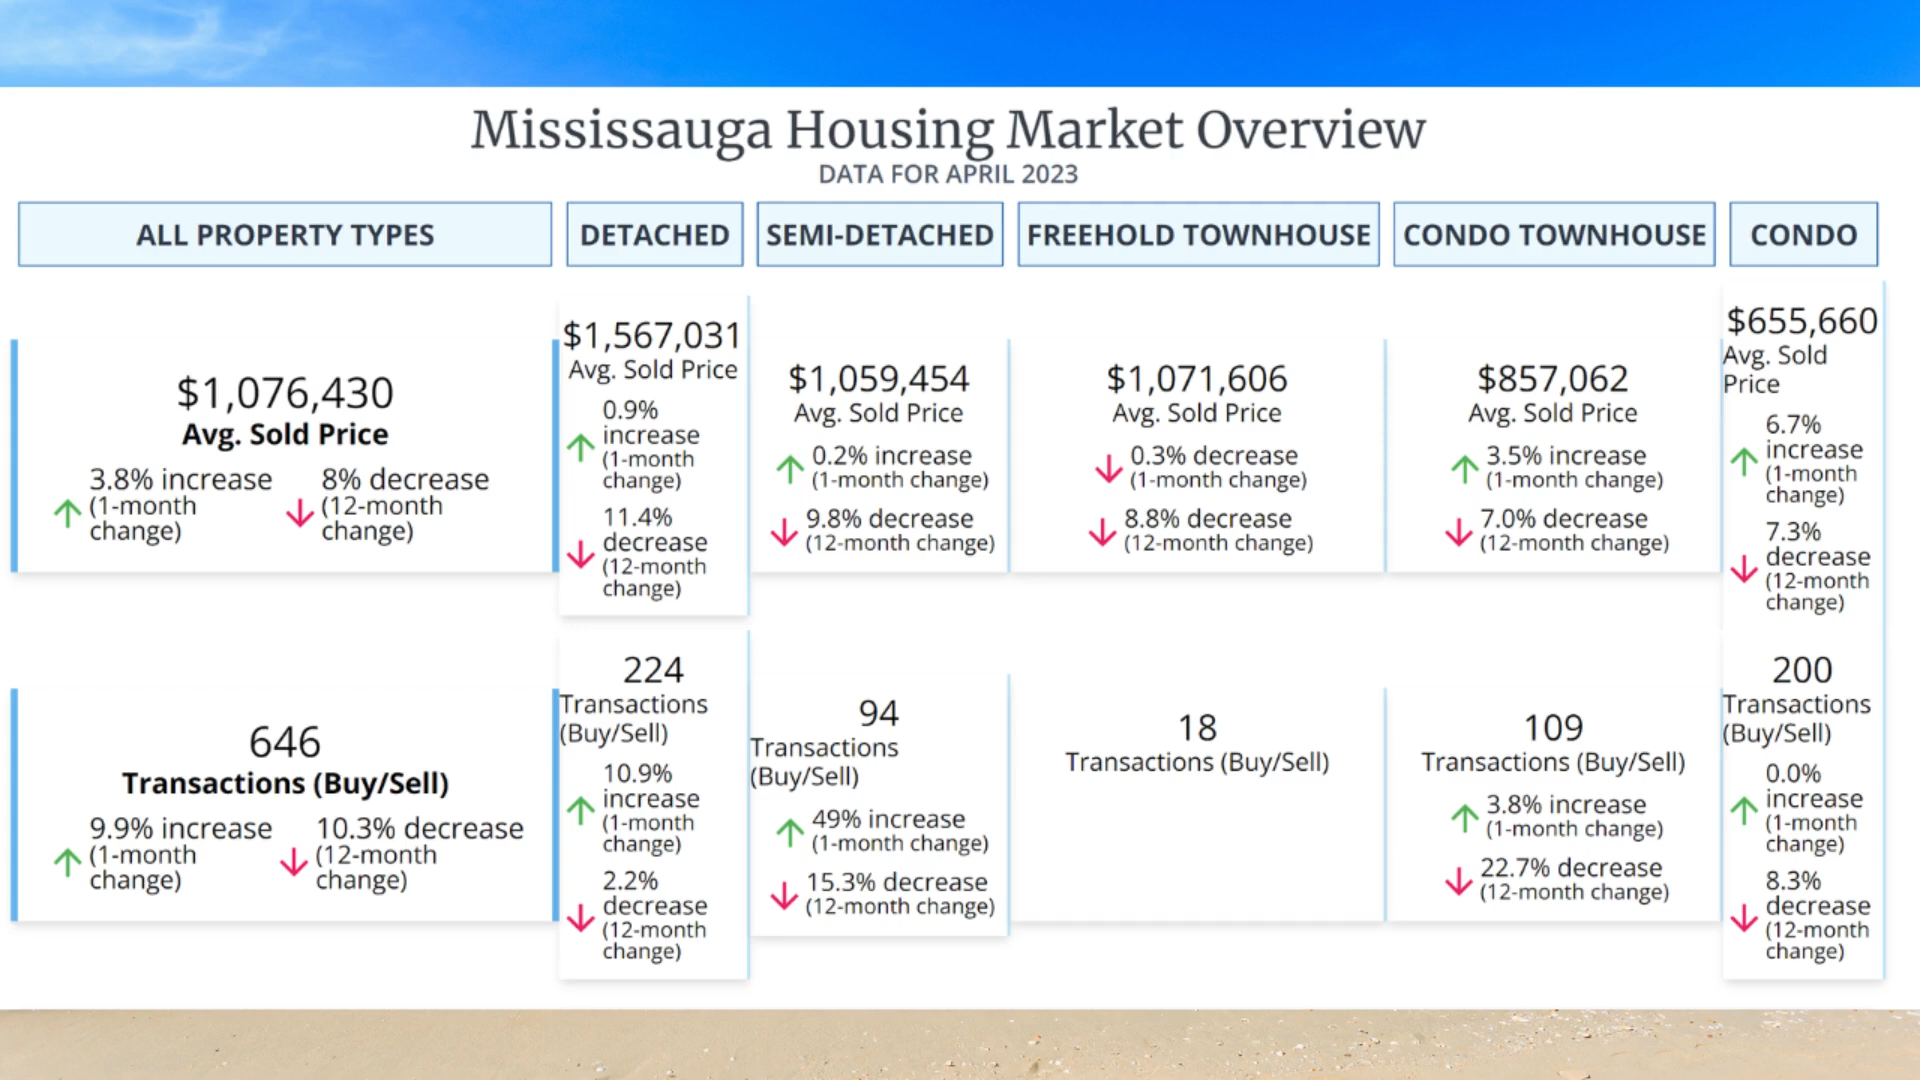 Mississauga Housing Market Overview
DATA FOR APRIL 2023
ALL PROPERTY TYPES
DETACHED
SEMI-DETACHED
FREEHOLD TOWNHOUSE
CONDO TOWNHOUSE
CONDO
$1,076,430
Avg. Sold Price
3.8% increase
(1-month
change)
8% decrease
(12-month
change)
$1,567,031
Avg. Sold Price
0.9%
increase
(1-month
change)
11.4%
decrease
(12-month
change)
$1,059,454
Avg. Sold Price
0.2% increase
(1-month change)
9.8% decrease
(12-month change)
$1,071,606
Avg. Sold Price
0.3% decrease
(1-month change)
8.8% decrease
(12-month change)
$857,062
Avg. Sold Price
3.5% increase
(1-month change)
7.0% decrease
(12-month change)
$655,660
Avg. Sold
Price
6.7%
increase
(1-month
change)
7.3%
decrease
(12-month
change)
646
Transactions (Buy/Sell)
9.9% increase
(1-month
change)
10.3% decrease
(12-month
change)
224
Transactions
(Buy/Sell)
10.9%
increase
(1-month
change)
2.2%
decrease
(12-month
change)
94
Transactions
(Buy/Sell)
49% increase
(1-month change)
15.3% decrease
(12-month change)
18
Transactions (Buy/Sell)
109
Transactions (Buy/Sell)
3.8% increase
(1-month change)
22.7% decrease
(12-month change)
200
Transactions
(Buy/Sell)
0.0%
increase
(1-month
change)
8.3%
decrease
(12-month
change)